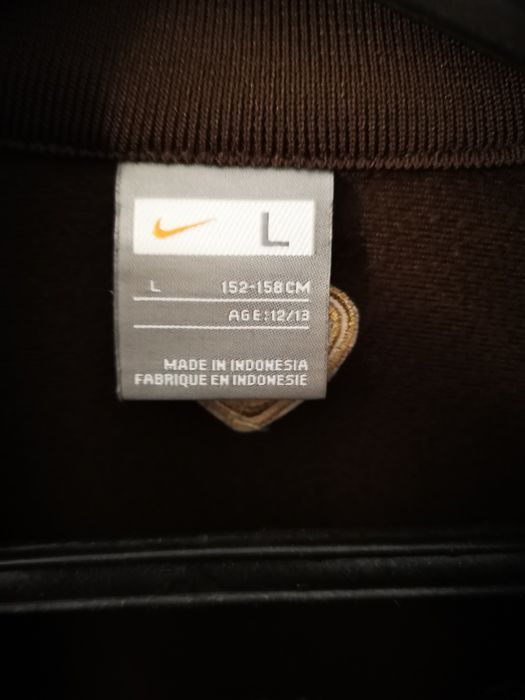 L
L 152-158CM
AGE:12/13
MADE IN INDONESIA
FABRIQUE EN INDONESIE